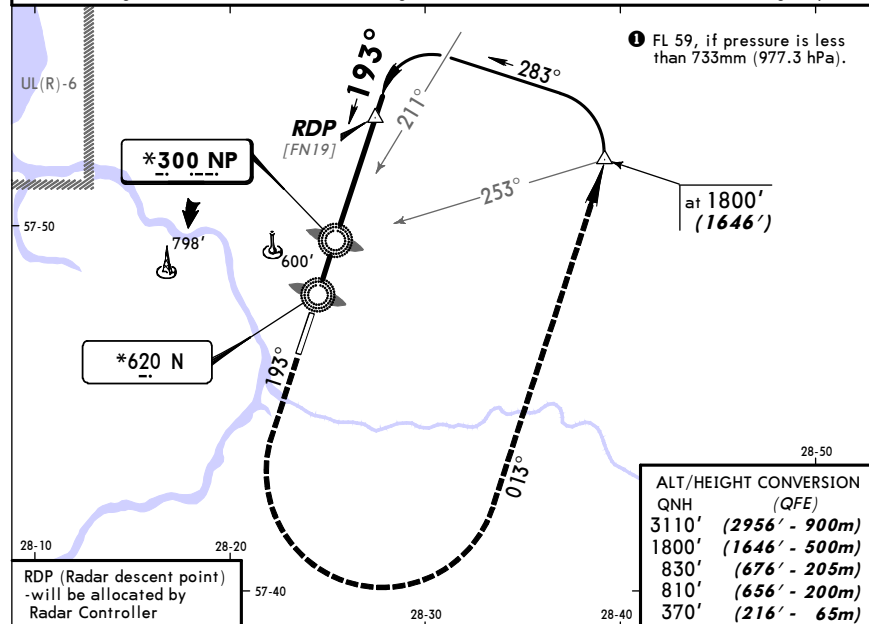 ❶ FL 59, if pressure is less
than 733mm (977.3 hPa).
UL(R)-6
193°
283°
211°
RDP
[FN19]
*300 NP
253°
at 1800'
(1646')
57-50
798'
600'
*620 N
193°
013°
28-50
ALT/HEIGHT CONVERSION
QNH (QFE)
3110' (2956' - 900m)
1800' (1646' - 500m)
830' (676' - 205m)
810' (656' - 200m)
370' (216' - 65m)
28-10
28-20
RDP (Radar descent point)
-will be allocated by
Radar Controller
57-40
28-30
28-40